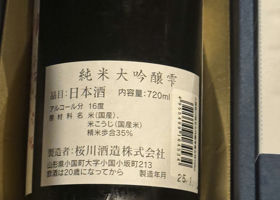 純米大吟醸雫
品目:日本酒 内容量:720ml
アルコール分 16度
原材料 米(国産)、
米こうじ(国産米)
精米歩合35%
製造者:桜川酒造株式会社
山形県小国町大字小国小坂町213
飲酒は20歳になってから 製造年月
25.1